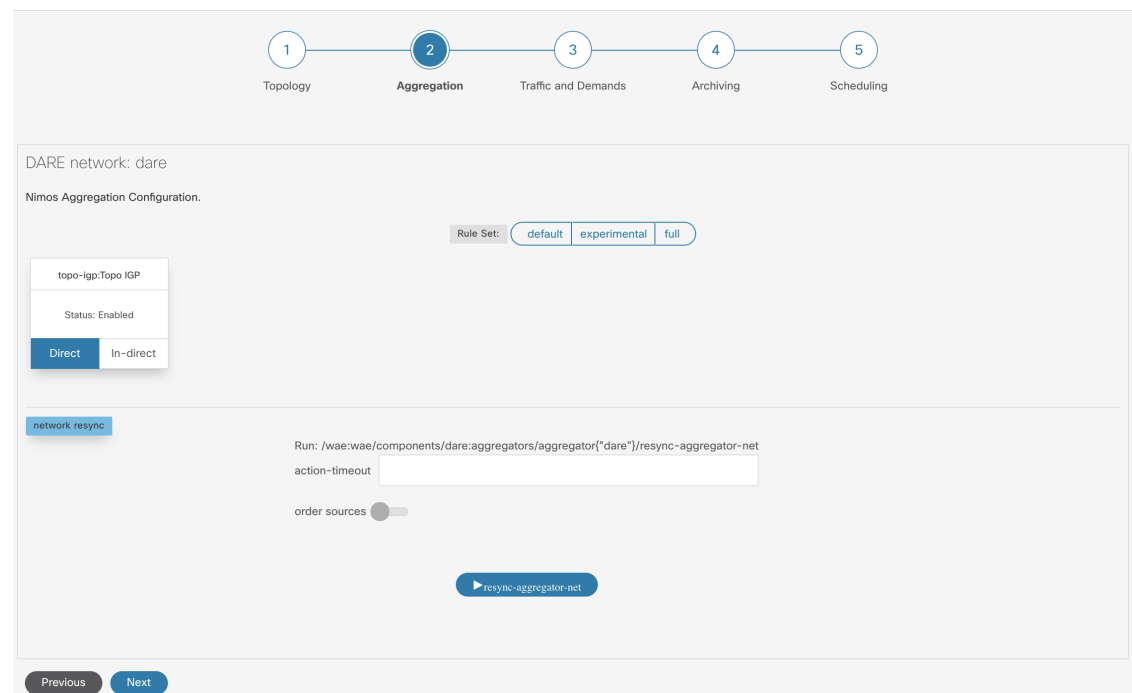 1 2 3 4 5
Topology Aggregation Traffic and Demands Archiving Scheduling
DARE network: dare
Nimos Aggregation Configuration.
Rule Set: default experimental full
topo-igp:Topo IGP
Status: Enabled
Direct In-direct
network resync
Run: /wae:wae/components/dare:aggregators/aggregator{"dare"}/resync-aggregator-net
action-timeout
order sources
resync-aggregator-net
Previous Next